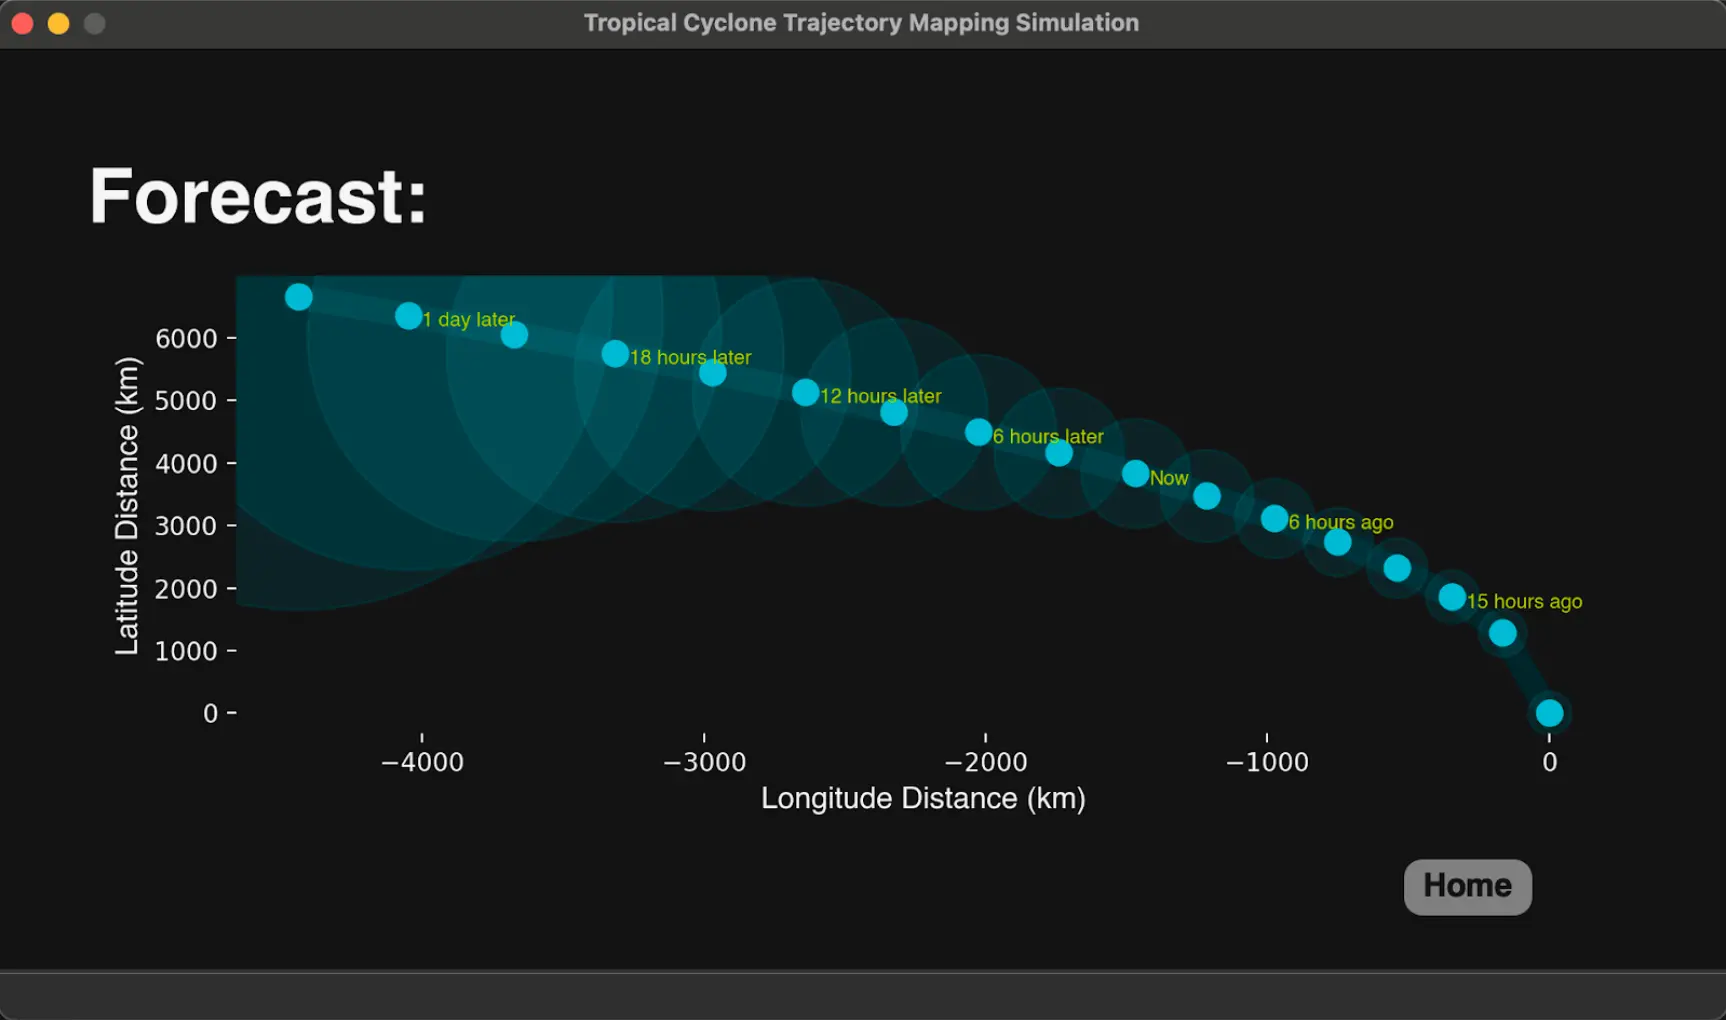 Tropical Cyclone Trajectory Mapping Simulation
Forecast:
Latitude Distance (km)
6000
5000
4000
3000
2000
1000
0
1 day later
18 hours later
12 hours later
6 hours later
Now
6 hours ago
15 hours ago
−4000
−3000
−2000
−1000
0
Longitude Distance (km)
Home